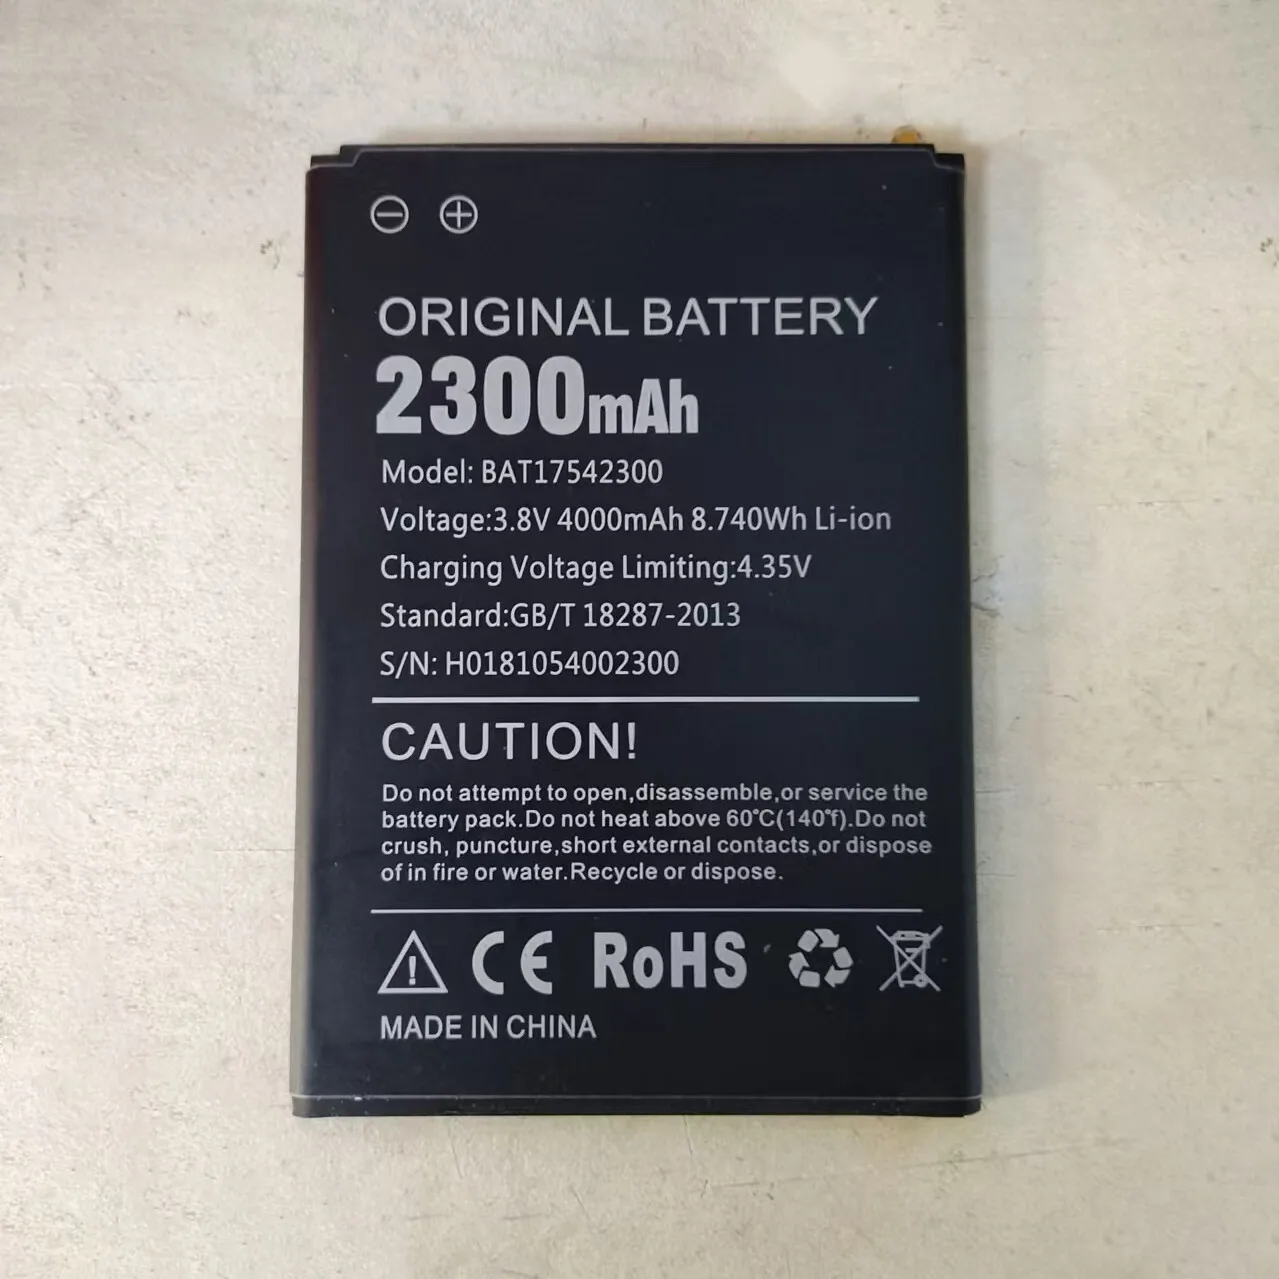 ORIGINAL BATTERY
2300mAh
Model: BAT17542300
Voltage:3.8V 4000mAh 8.740Wh Li-ion
Charging Voltage Limiting:4.35V
Standard:GB/T 18287-2013
S/N: H0181054002300
CAUTION!
Do not attempt to open,disassemble,or service the
battery pack.Do not heat above 60°C(140°f).Do not
crush, puncture,short external contacts,or dispose
of in fire or water.Recycle or dispose.
CE RoHS
MADE IN CHINA